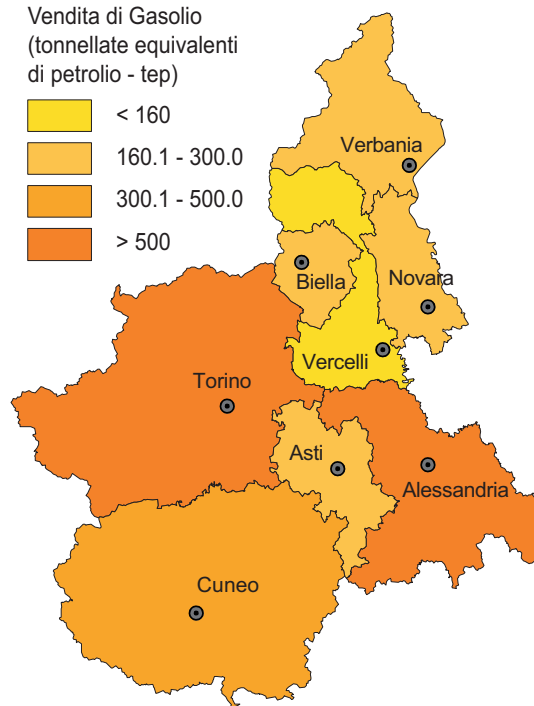 Vendita di Gasolio
(tonnellate equivalenti
di petrolio - tep)
< 160
160.1 - 300.0
300.1 - 500.0
> 500
Verbania
Biella
Novara
Vercelli
Torino
Asti
Alessandria
Cuneo